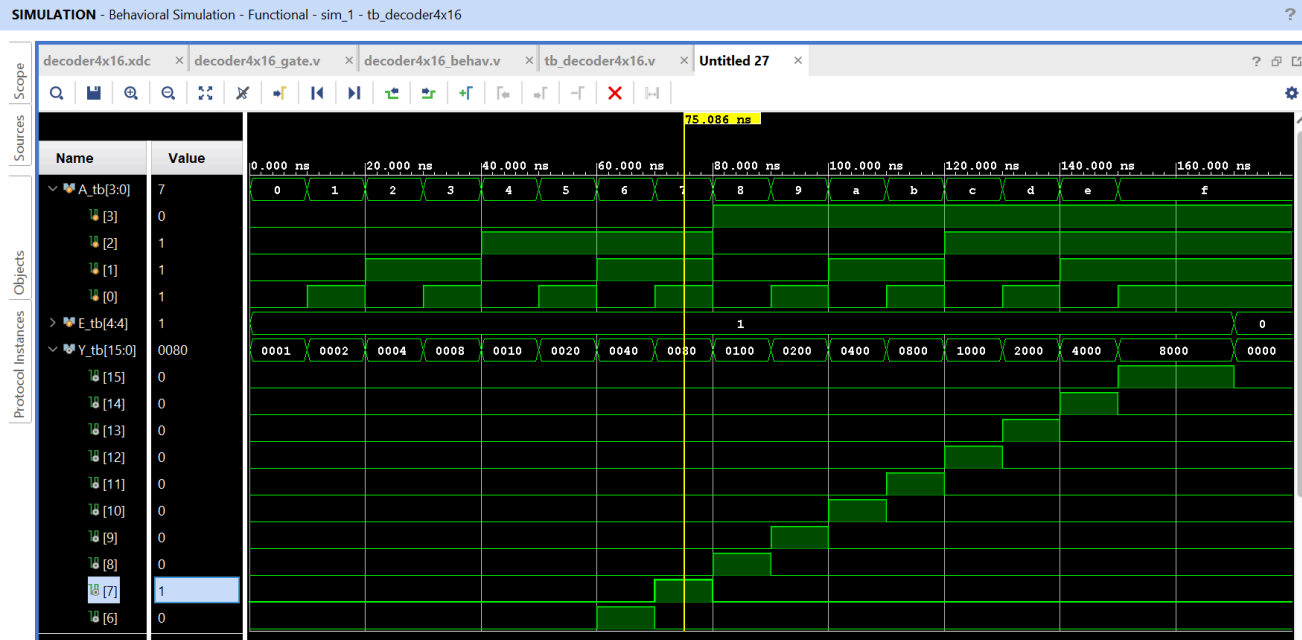 SIMULATION - Behavioral Simulation - Functional - sim_1 - tb_decoder4x16 ?
Scope
Sources
Objects
Protocol Instances
decoder4x16.xdc × decoder4x16_gate.v × decoder4x16_behav.v × tb_decoder4x16.v × Untitled 27 × ?
75.086 ns
Name Value
0.000 ns 20.000 ns 40.000 ns 60.000 ns 80.000 ns 100.000 ns 120.000 ns 140.000 ns 160.000 ns
A_tb[3:0] 7 0 1 2 3 4 5 6 7 8 9 a b c d e f
[3] 0
[2] 1
[1] 1
[0] 1
E_tb[4:4] 1 1 0
Y_tb[15:0] 0080 0001 0002 0004 0008 0010 0020 0040 0080 0100 0200 0400 0800 1000 2000 4000 8000 0000
[15] 0
[14] 0
[13] 0
[12] 0
[11] 0
[10] 0
[9] 0
[8] 0
[7] 1
[6] 0